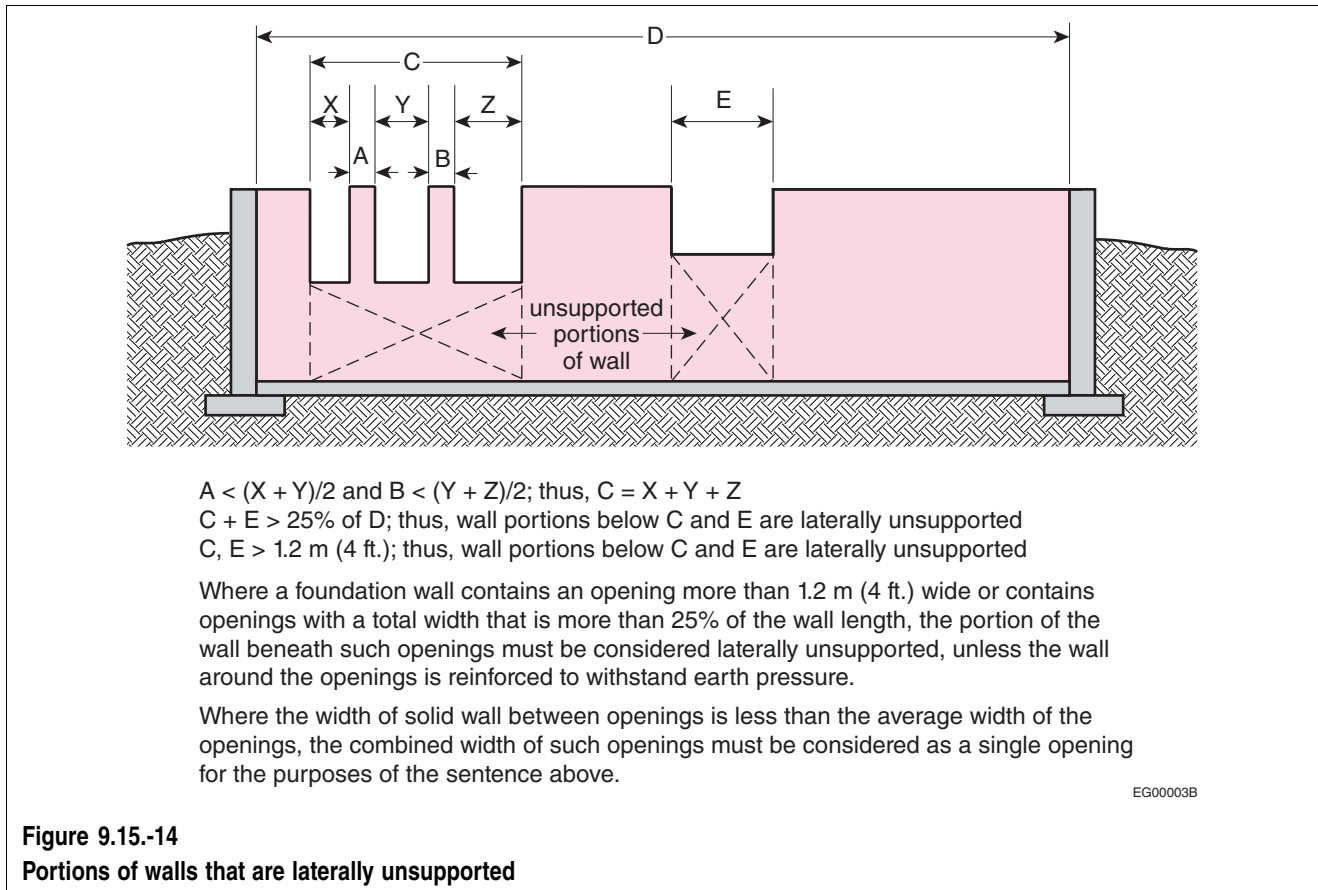 D
C
X
Y
Z
E
A
B
unsupported
portions
of wall
A < (X + Y)/2 and B < (Y + Z)/2; thus, C = X + Y + Z
C + E > 25% of D; thus, wall portions below C and E are laterally unsupported
C, E > 1.2 m (4 ft.); thus, wall portions below C and E are laterally unsupported
Where a foundation wall contains an opening more than 1.2 m (4 ft.) wide or contains
openings with a total width that is more than 25% of the wall length, the portion of the
wall beneath such openings must be considered laterally unsupported, unless the wall
around the openings is reinforced to withstand earth pressure.
Where the width of solid wall between openings is less than the average width of the
openings, the combined width of such openings must be considered as a single opening
for the purposes of the sentence above.
EG00003B
Figure 9.15.-14
Portions of walls that are laterally unsupported